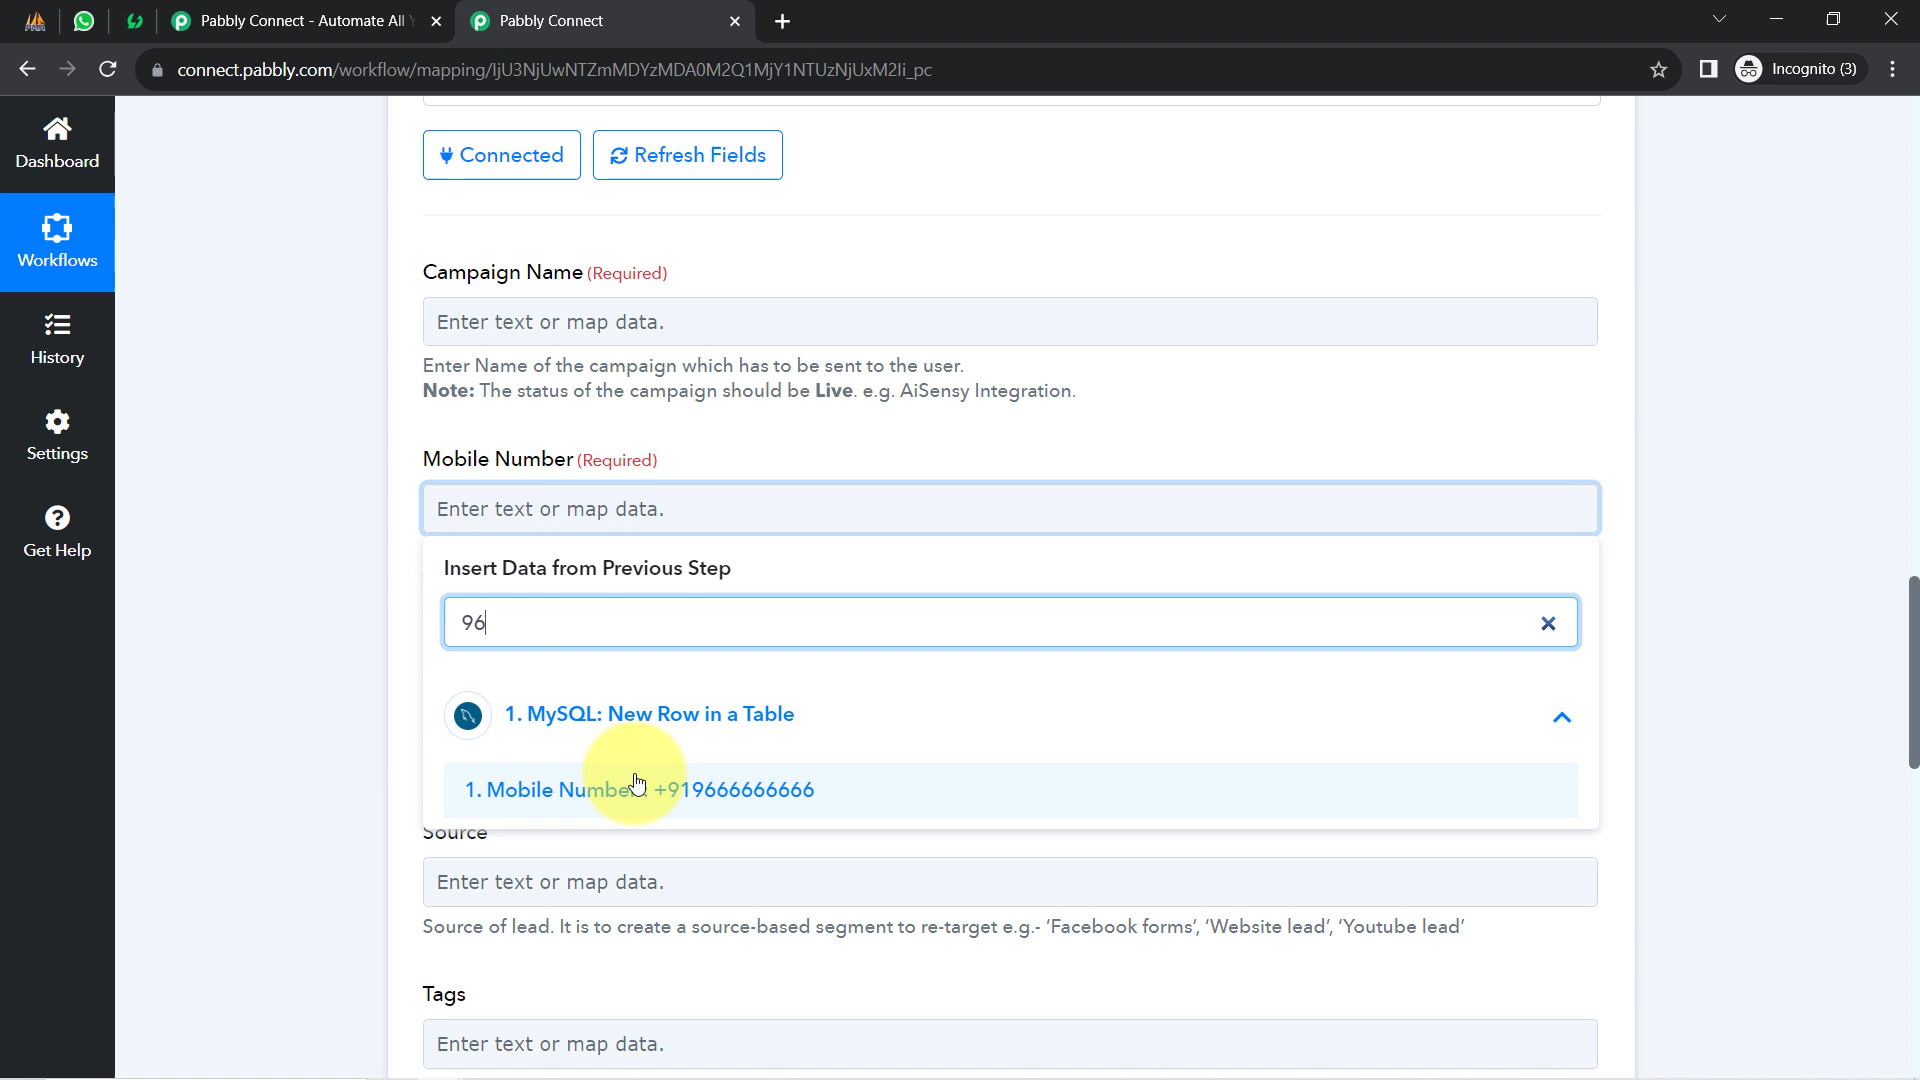 Pabbly Connect - Automate All Y
Pabbly Connect
connect.pabbly.com/workflow/mapping/IjU3NjUwNTZmMDYzMDA0M2Q1MjY1NTUzNjUxM2Ii_pc
Incognito (3)
Dashboard
Workflows
History
Settings
Get Help
Connected
Refresh Fields
Campaign Name (Required)
Enter text or map data.
Enter Name of the campaign which has to be sent to the user.
Note: The status of the campaign should be Live. e.g. AiSensy Integration.
Mobile Number (Required)
Enter text or map data.
Insert Data from Previous Step
96
1. MySQL: New Row in a Table
1. Mobile Number: +919666666666
Source
Enter text or map data.
Source of lead. It is to create a source-based segment to re-target e.g.- ‘Facebook forms’, ‘Website lead’, ‘Youtube lead’
Tags
Enter text or map data.